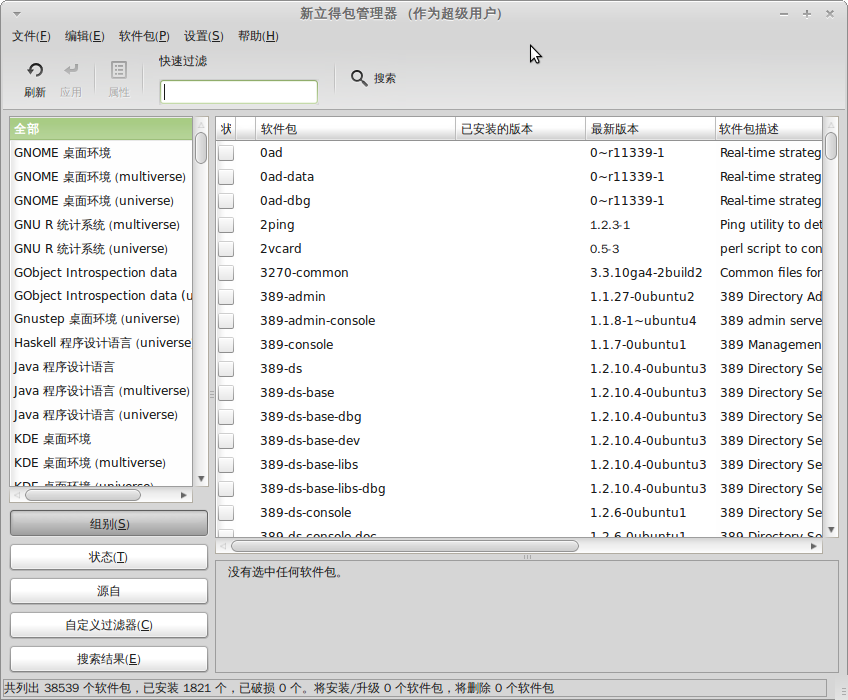 新立得包管理器 (作为超级用户)
文件(F) 编辑(E) 软件包(P) 设置(S) 帮助(H)
快速过滤
刷新 应用 属性 搜索
全部
GNOME 桌面环境
GNOME 桌面环境 (multiverse)
GNOME 桌面环境 (universe)
GNU R 统计系统 (multiverse)
GNU R 统计系统 (universe)
GObject Introspection data
GObject Introspection data (u
Gnustep 桌面环境 (universe)
Haskell 程序设计语言 (universe
Java 程序设计语言
Java 程序设计语言 (multiverse)
Java 程序设计语言 (universe)
KDE 桌面环境
KDE 桌面环境 (multiverse)
KDE 桌面环境 (universe)
组别(S)
状态(T)
源自
自定义过滤器(C)
搜索结果(E)
状 软件包 已安装的版本 最新版本 软件包描述
0ad 0~r11339-1 Real-time strateg
0ad-data 0~r11339-1 Real-time strateg
0ad-dbg 0~r11339-1 Real-time strateg
2ping 1.2.3-1 Ping utility to det
2vcard 0.5-3 perl script to con
3270-common 3.3.10ga4-2build2 Common files for
389-admin 1.1.27-0ubuntu2 389 Directory Ad
389-admin-console 1.1.8-1~ubuntu4 389 admin serve
389-console 1.1.7-0ubuntu1 389 Managemen
389-ds 1.2.10.4-0ubuntu3 389 Directory Se
389-ds-base 1.2.10.4-0ubuntu3 389 Directory Se
389-ds-base-dbg 1.2.10.4-0ubuntu3 389 Directory Se
389-ds-base-dev 1.2.10.4-0ubuntu3 389 Directory Se
389-ds-base-libs 1.2.10.4-0ubuntu3 389 Directory Se
389-ds-base-libs-dbg 1.2.10.4-0ubuntu3 389 Directory Se
389-ds-console 1.2.6-0ubuntu1 389 Directory Se
389-ds-console-doc 1.2.6-0ubuntu1 389 Directory Se
没有选中任何软件包。
共列出 38539 个软件包，已安装 1821 个，已破损 0 个。将安装/升级 0 个软件包，将删除 0 个软件包